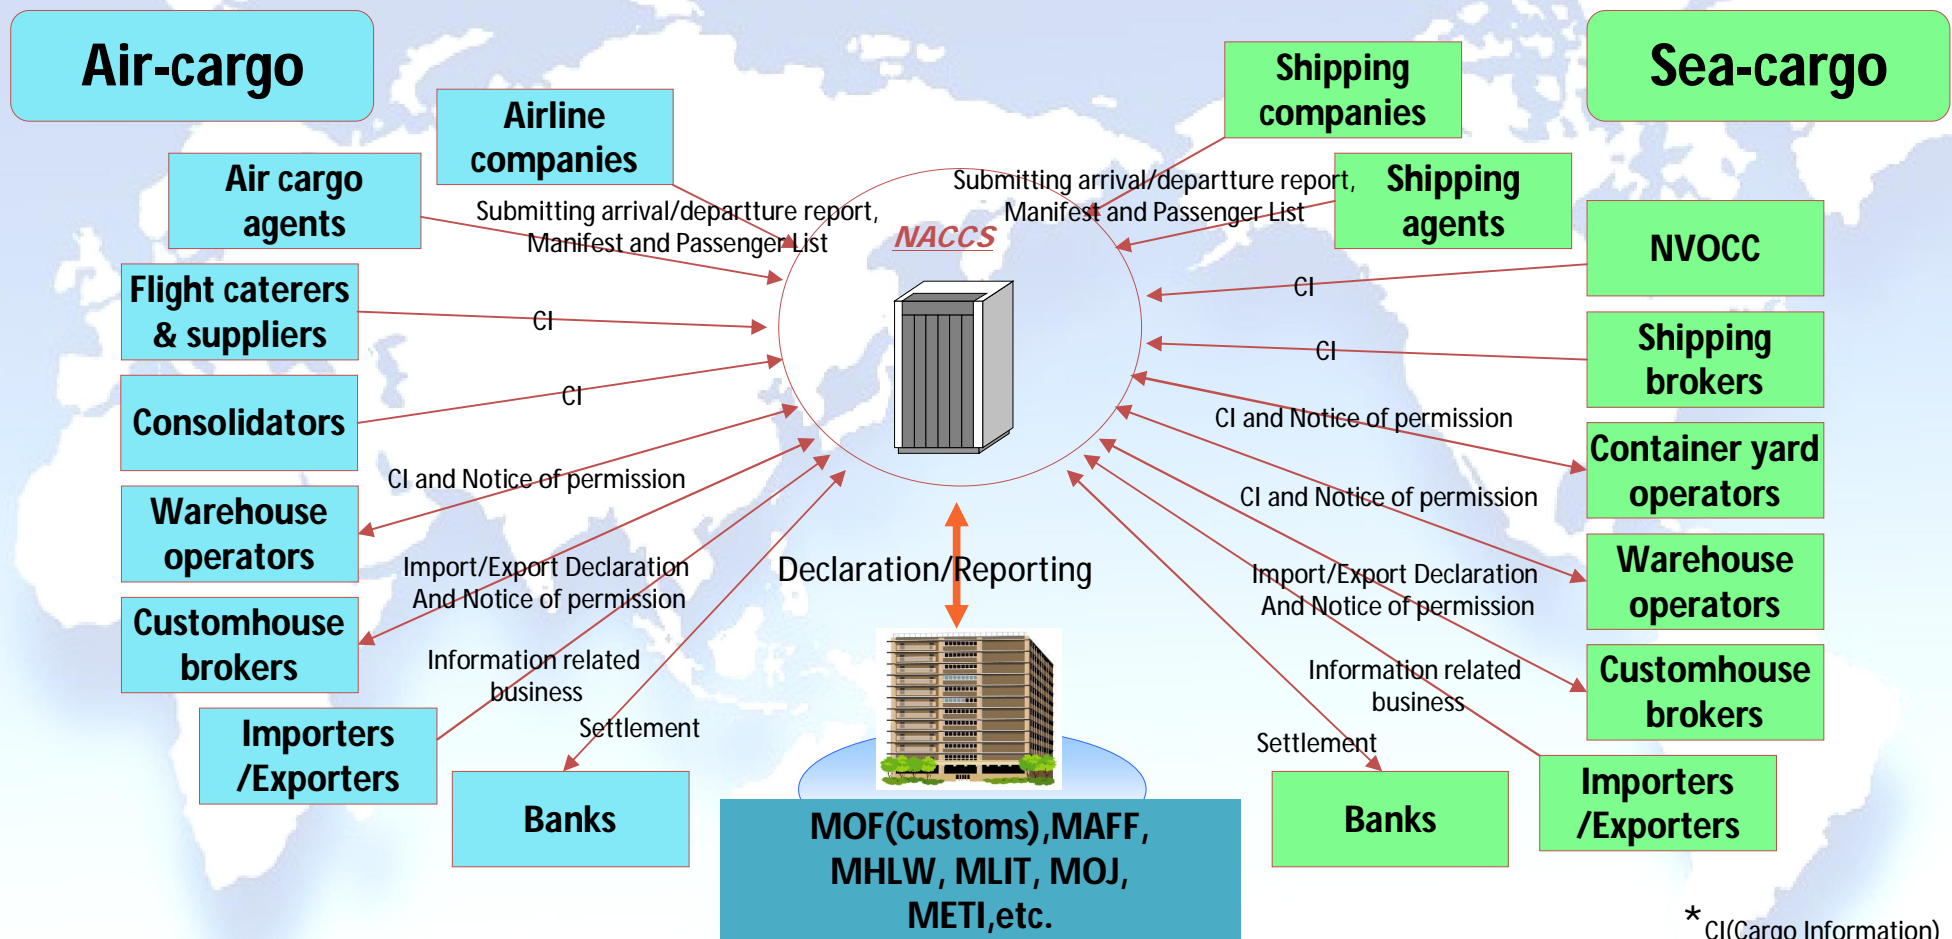 Air-cargo
Sea-cargo
Airline
companies
Shipping
companies
Air cargo
agents
Shipping
agents
Submitting arrival/departture report,
Manifest and Passenger List
Submitting arrival/departture report,
Manifest and Passenger List
NACCS
Flight caterers
& suppliers
CI
NVOCC
CI
Consolidators
CI
Shipping
brokers
CI
Warehouse
operators
CI and Notice of permission
Container yard
operators
CI and Notice of permission
Warehouse
operators
CI and Notice of permission
Customhouse
brokers
Import/Export Declaration
And Notice of permission
Declaration/Reporting
Import/Export Declaration
And Notice of permission
Customhouse
brokers
Importers
/Exporters
Information related
business
Information related
business
Importers
/Exporters
Settlement
Banks
Settlement
Banks
MOF(Customs),MAFF,
MHLW, MLIT, MOJ,
METI,etc.
*CI(Cargo Information)